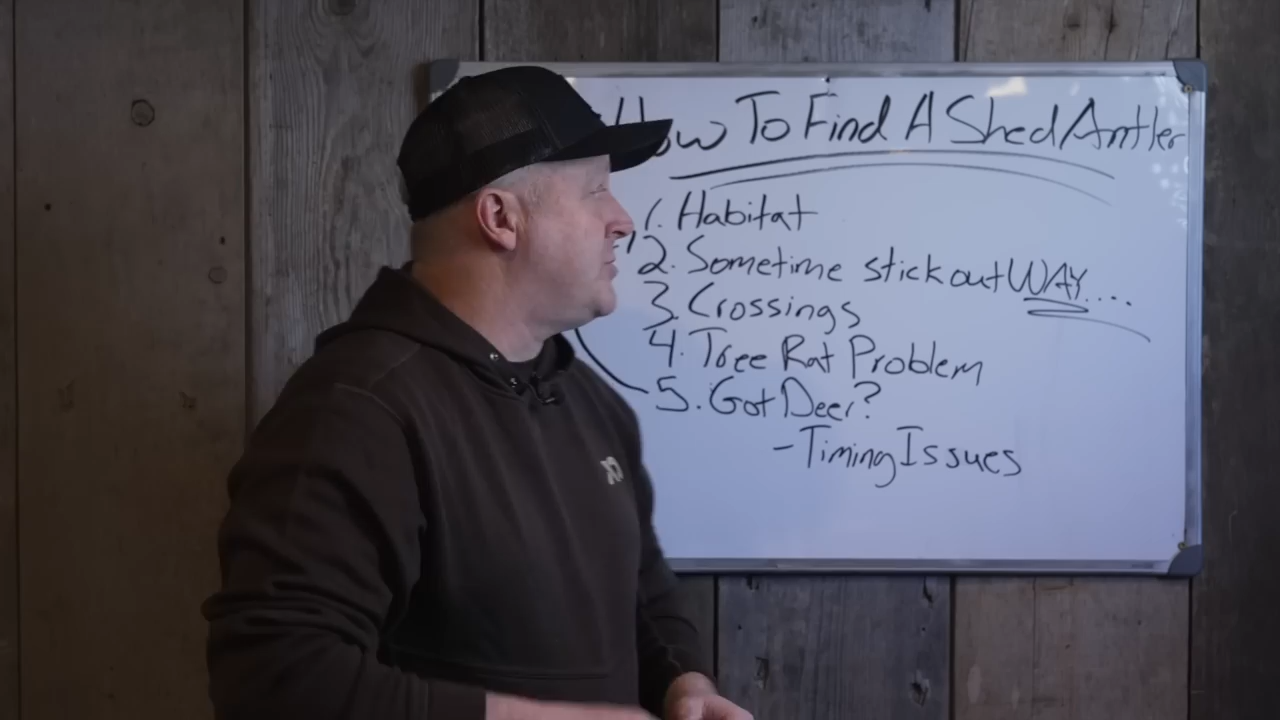 How To Find A Shed Antler
1. Habitat
2. Sometime stick out WAY....
3. Crossings
4. Tree Rat Problem
5. Got Deer?
- Timing Issues